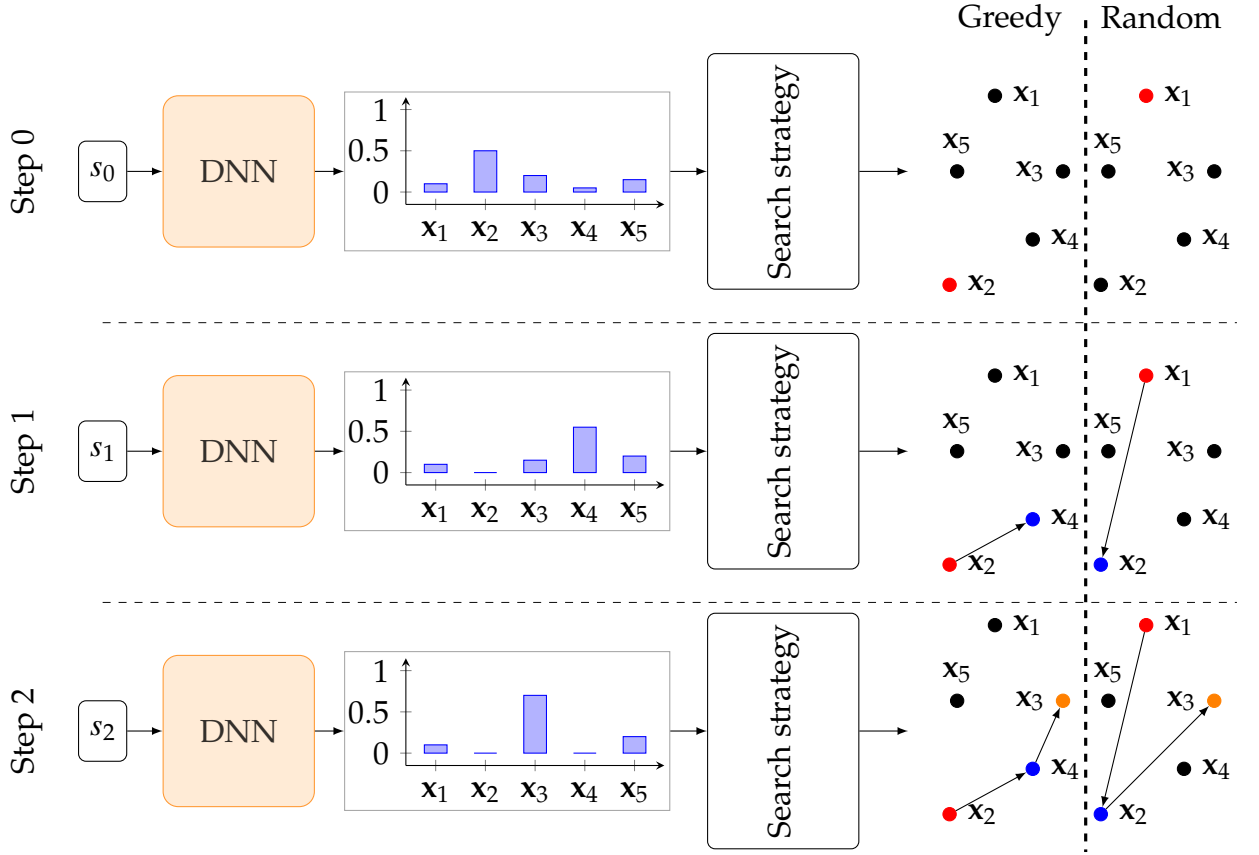 Greedy Random
Step 0
s₀
DNN
1
0.5
0
x₁ x₂ x₃ x₄ x₅
Search strategy
x₁
x₅
x₃
x₄
x₂
x₁
x₅
x₃
x₄
x₂
Step 1
s₁
DNN
1
0.5
0
x₁ x₂ x₃ x₄ x₅
Search strategy
x₁
x₅
x₃
x₄
x₂
x₁
x₅
x₃
x₄
x₂
Step 2
s₂
DNN
1
0.5
0
x₁ x₂ x₃ x₄ x₅
Search strategy
x₁
x₅
x₃
x₄
x₂
x₁
x₅
x₃
x₄
x₂